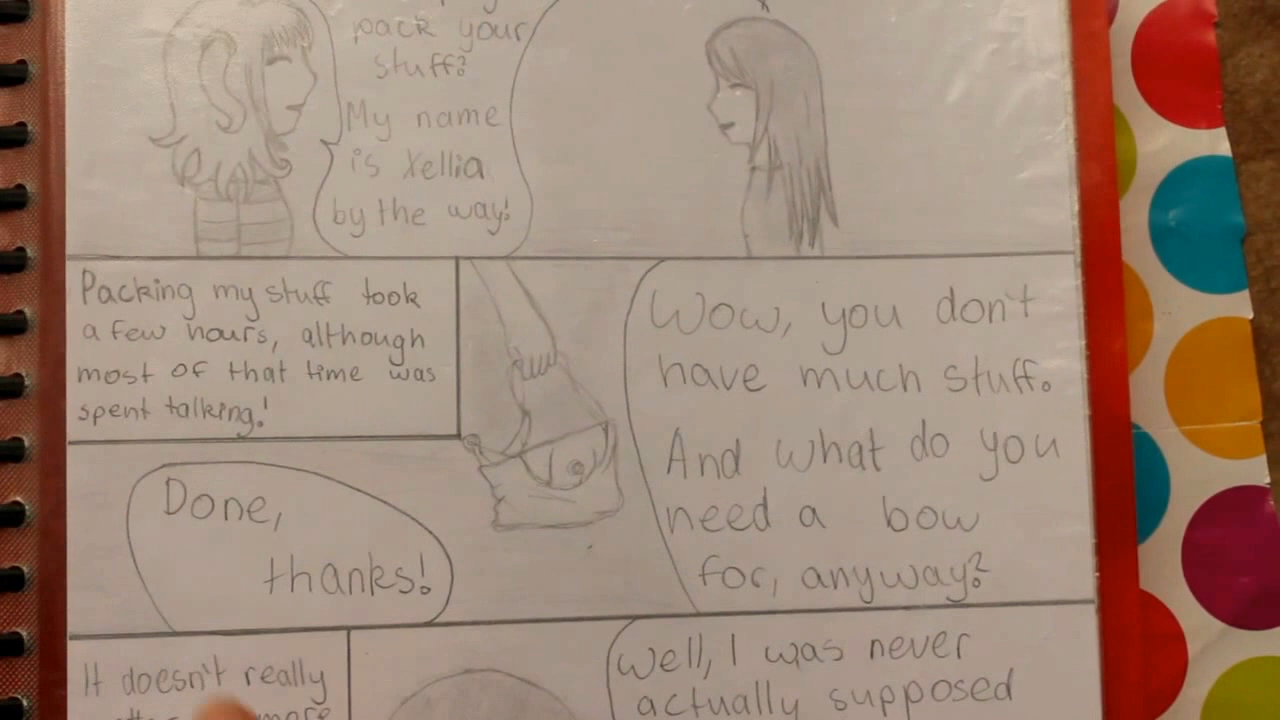 pack your
stuff?
My name
is Xellia
by the way!
Packing my stuff took
a few hours, although
most of that time was
spent talking!
Wow, you don't
have much stuff.
And what do you
need a bow
for, anyway?
Done,
thanks!
It doesn't really
more
Well, I was never
actually supposed